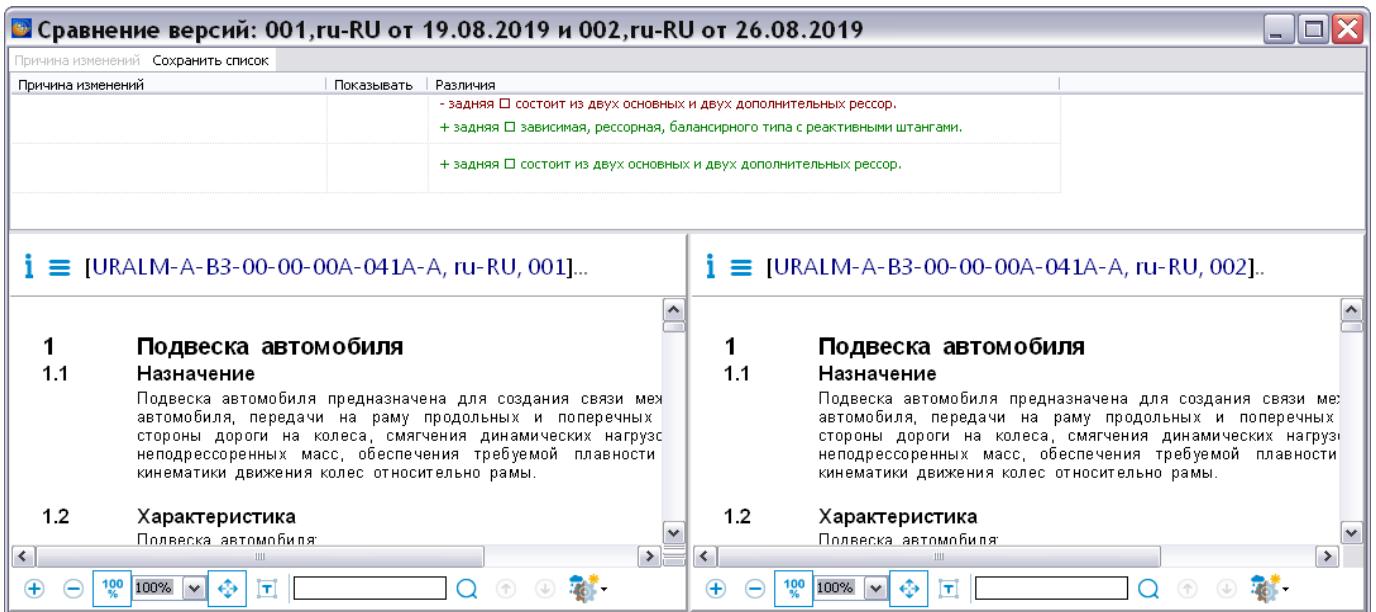 Сравнение версий: 001,ru-RU от 19.08.2019 и 002,ru-RU от 26.08.2019
Причина изменений Сохранить список
Причина изменений Показывать Различия
- задняя □ состоит из двух основных и двух дополнительных рессор.
+ задняя □ зависимая, рессорная, балансирного типа с реактивными штангами.
+ задняя □ состоит из двух основных и двух дополнительных рессор.
[URALM-A-B3-00-00-00A-041A-A, ru-RU, 001]...
1 Подвеска автомобиля
1.1 Назначение
Подвеска автомобиля предназначена для создания связи меж
автомобиля, передачи на раму продольных и поперечных
стороны дороги на колеса, смягчения динамических нагрузо
неподрессоренных масс, обеспечения требуемой плавности
кинематики движения колес относительно рамы.
1.2 Характеристика
Подвеска автомобиля:
100 % 100%
[URALM-A-B3-00-00-00A-041A-A, ru-RU, 002]..
1 Подвеска автомобиля
1.1 Назначение
Подвеска автомобиля предназначена для создания связи меж
автомобиля, передачи на раму продольных и поперечных
стороны дороги на колеса, смягчения динамических нагрузо
неподрессоренных масс, обеспечения требуемой плавности
кинематики движения колес относительно рамы.
1.2 Характеристика
Подвеска автомобиля:
100 % 100%